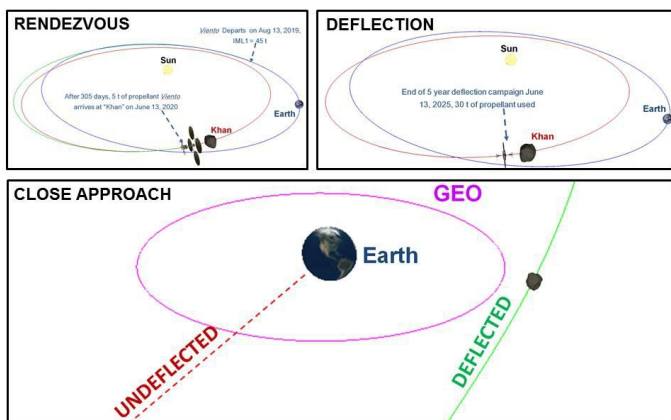 RENDEZVOUS
Viento Departs on Aug 13, 2019,
IML1 = 45 t
Sun
After 305 days, 5 t of propellant Viento
arrives at "Khan" on June 13, 2020
Earth
Khan
DEFLECTION
Sun
End of 5 year deflection campaign June
13, 2025, 30 t of propellant used
Earth
Khan
CLOSE APPROACH
GEO
Earth
UNDEFLECTED
DEFLECTED